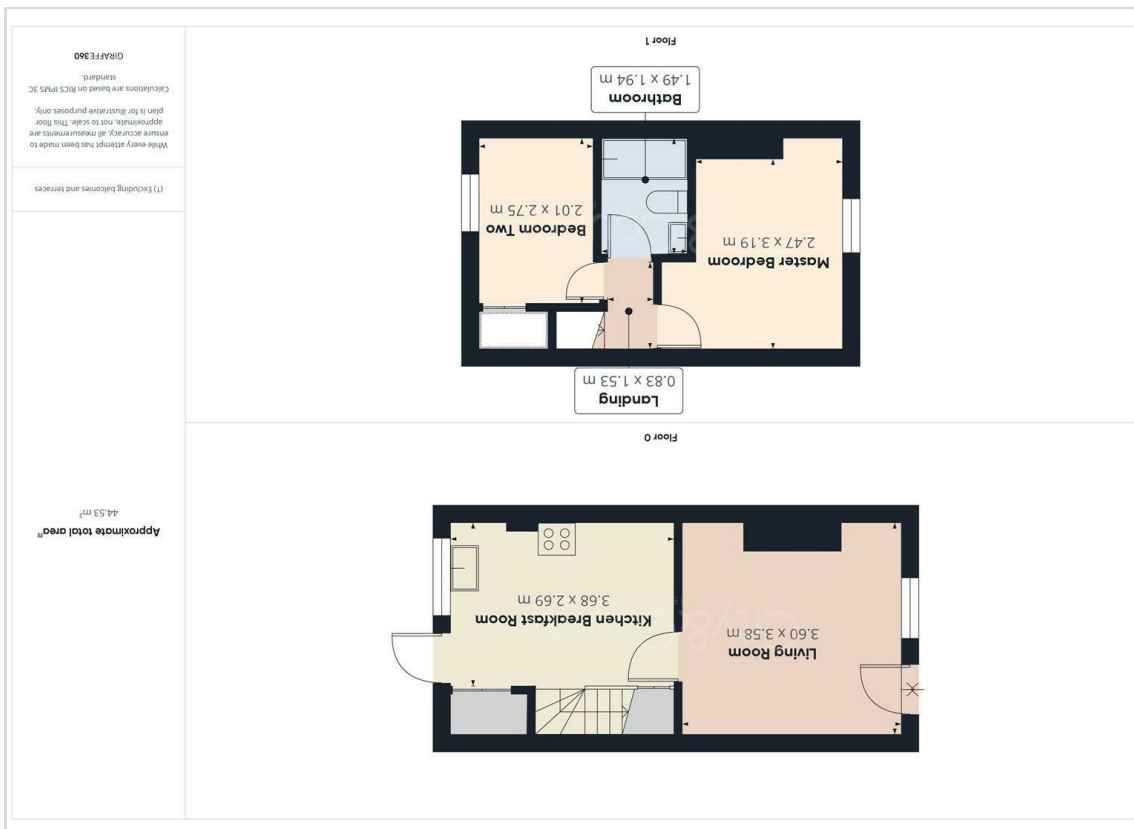 Living Room
3.60 x 3.58 m
Kitchen Breakfast Room
3.68 x 2.69 m
Floor 0
Landing
0.83 x 1.53 m
Master Bedroom
2.47 x 3.19 m
Bedroom Two
2.01 x 2.75 m
Bathroom
1.49 x 1.94 m
Floor 1
Approximate total area⁽¹⁾
44.53 m²
(1) Excluding balconies and terraces
While every attempt has been made to
ensure accuracy, all measurements are
approximate, not to scale. This floor
plan is for illustrative purposes only.
Calculations are based on RICS IPMS 3C
standard.
GIRAFFE360